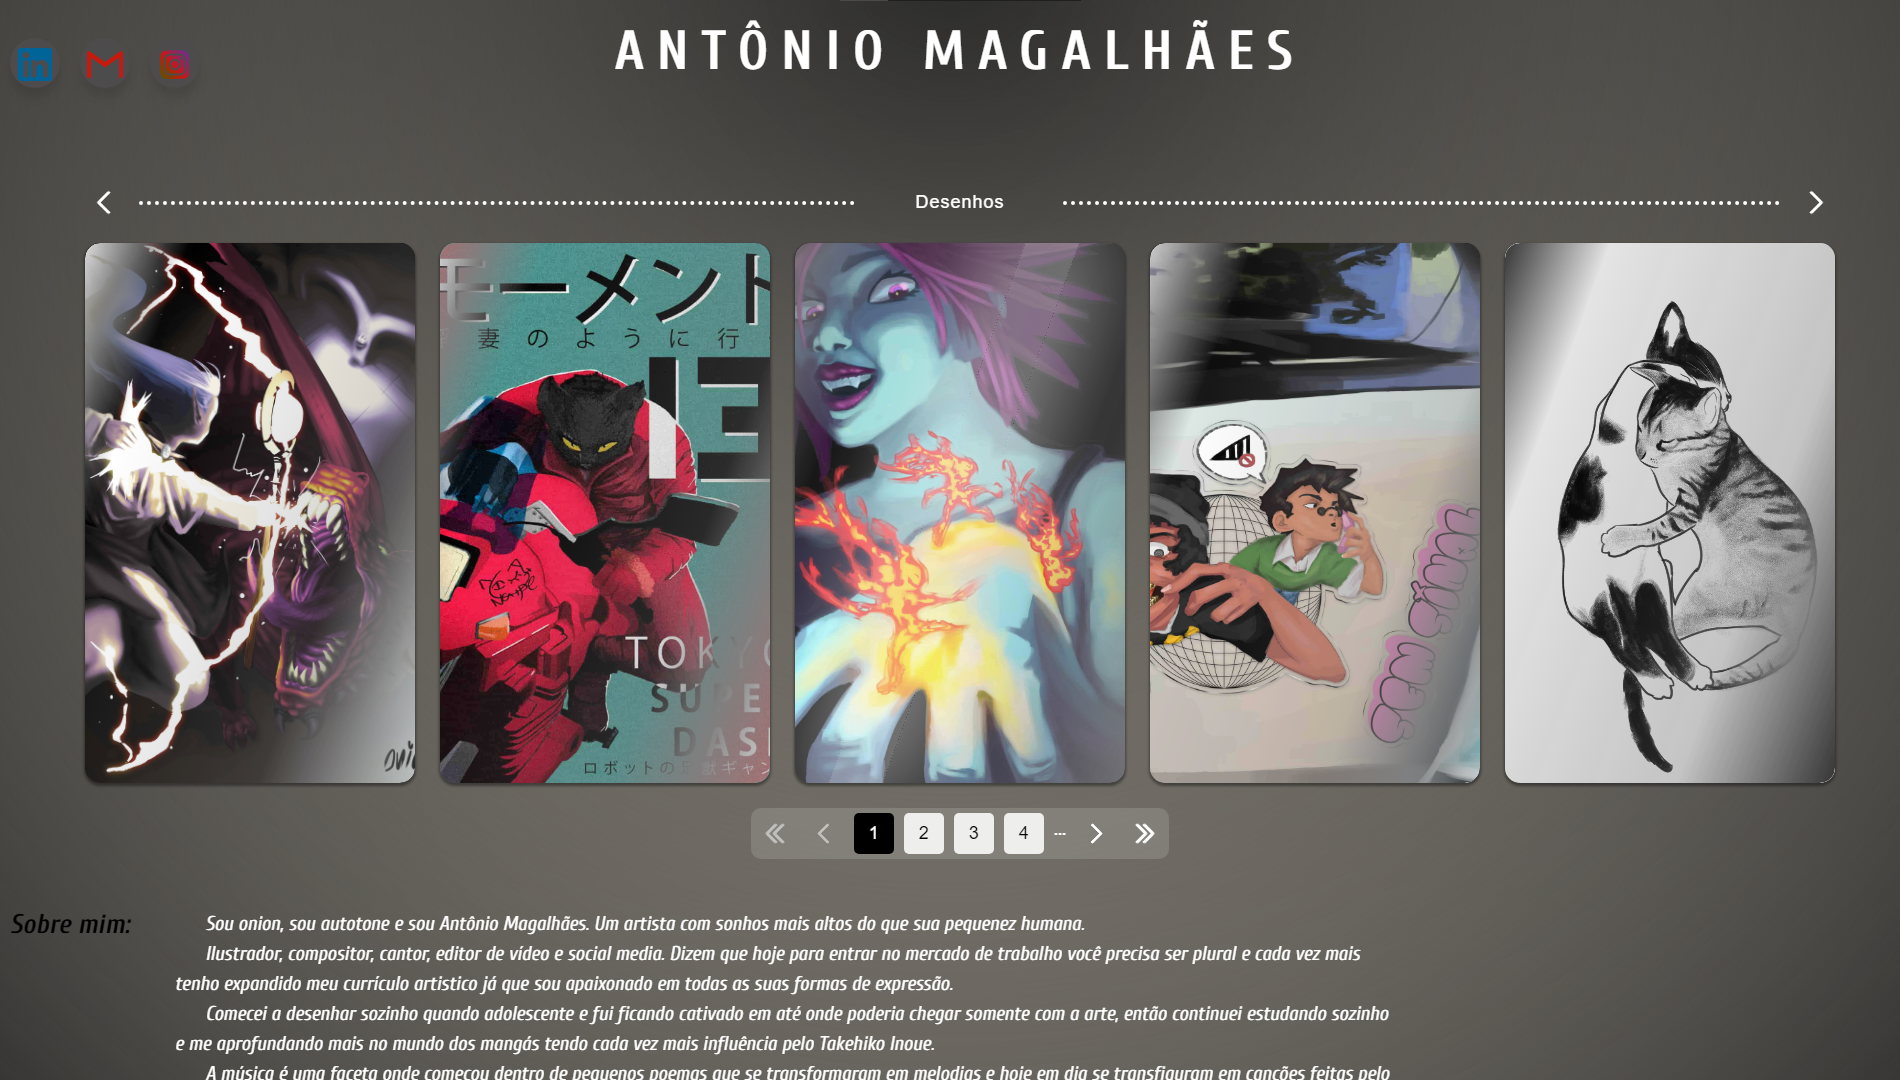 ANTÔNIO MAGALHÃES
Desenhos
モーメント
妻のように行
TOKYO
SUPE
DAS
ロボットの
SEM SINAL
1 2 3 4 ...
Sobre mim:
Sou onion, sou autotone e sou Antônio Magalhães. Um artista com sonhos mais altos do que sua pequenez humana.
Ilustrador, compositor, cantor, editor de vídeo e social media. Dizem que hoje para entrar no mercado de trabalho você precisa ser plural e cada vez mais
tenho expandido meu currículo artistico já que sou apaixonado em todas as suas formas de expressão.
Comecei a desenhar sozinho quando adolescente e fui ficando cativado em até onde poderia chegar somente com a arte, então continuei estudando sozinho
e me aprofundando mais no mundo dos mangás tendo cada vez mais influência pelo Takehiko Inoue.
A música é uma faceta onde começou dentro de pequenos poemas que se transformaram em melodias e hoje em dia se transfiguram em canções feitas pelo